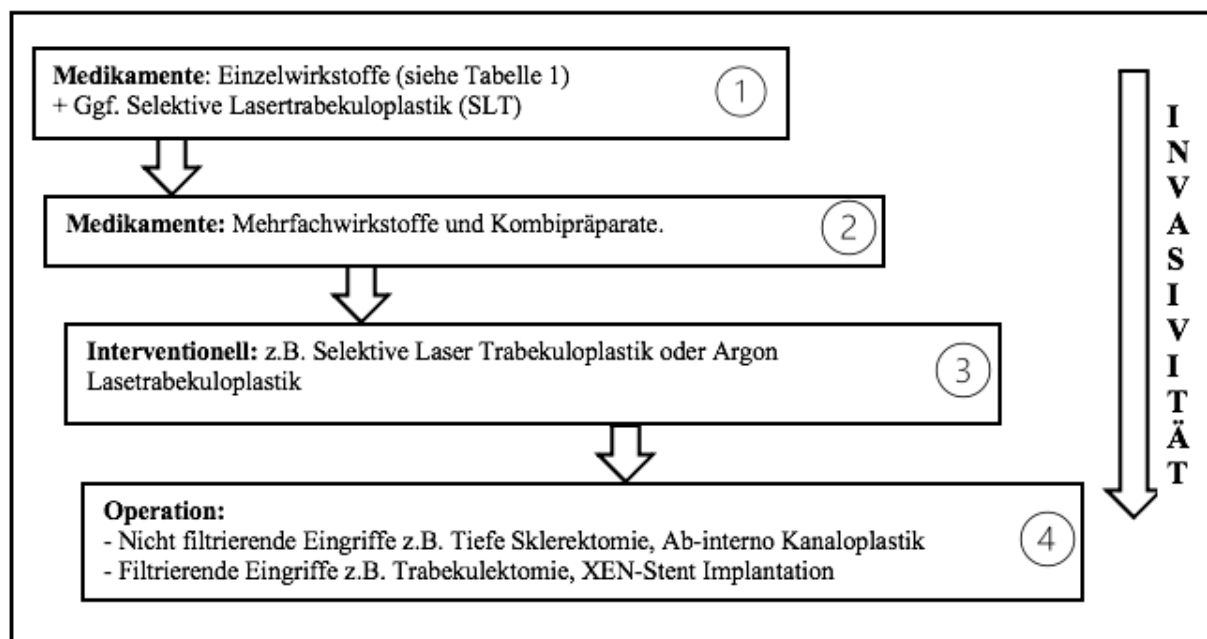 Medikamente: Einzelwirkstoffe (siehe Tabelle 1)
+ Ggf. Selektive Lasertrabekuloplastik (SLT)
1
Medikamente: Mehrfachwirkstoffe und Kombipräparate.
2
Interventionell: z.B. Selektive Laser Trabekuloplastik oder Argon
Lasetrabekuloplastik
3
Operation:
- Nicht filtrierende Eingriffe z.B. Tiefe Sklerektomie, Ab-interno Kanaloplastik
- Filtrierende Eingriffe z.B. Trabekulektomie, XEN-Stent Implantation
4
INVASIVITÄT